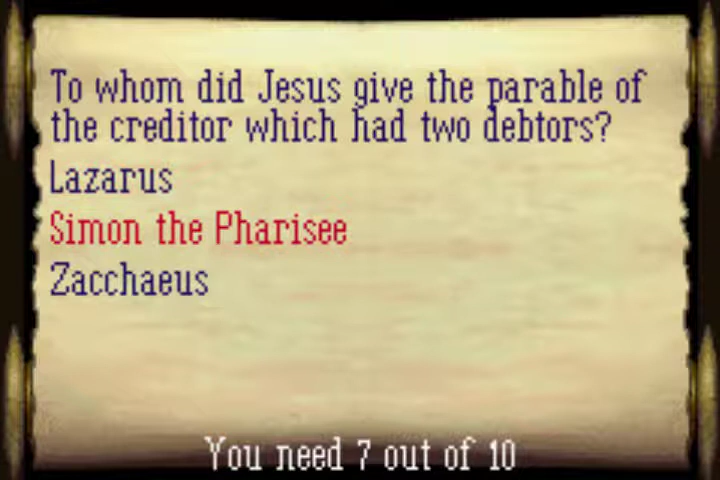 To whom did Jesus give the parable of
the creditor which had two debtors?
Lazarus
Simon the Pharisee
Zacchaeus
You need 7 out of 10